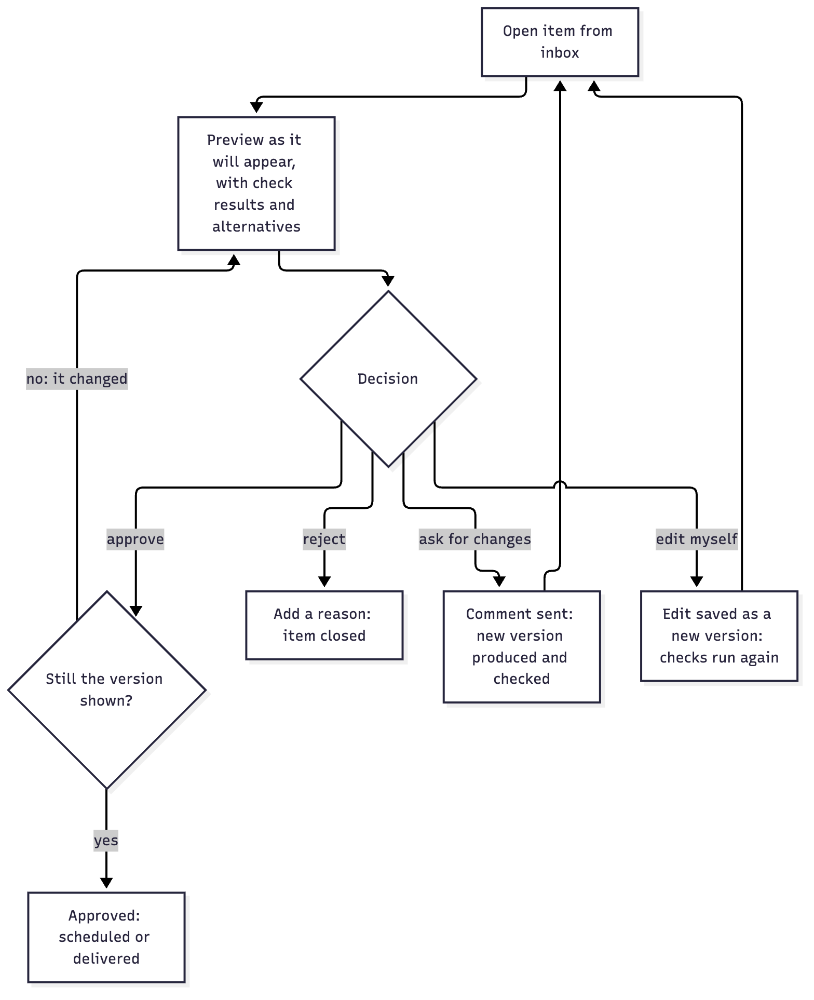 Open item from
inbox
Preview as it
will appear,
with check
results and
alternatives
no: it changed
Decision
approve
reject
ask for changes
edit myself
Still the version
shown?
Add a reason:
item closed
Comment sent:
new version
produced and
checked
Edit saved as a
new version:
checks run again
yes
Approved:
scheduled or
delivered